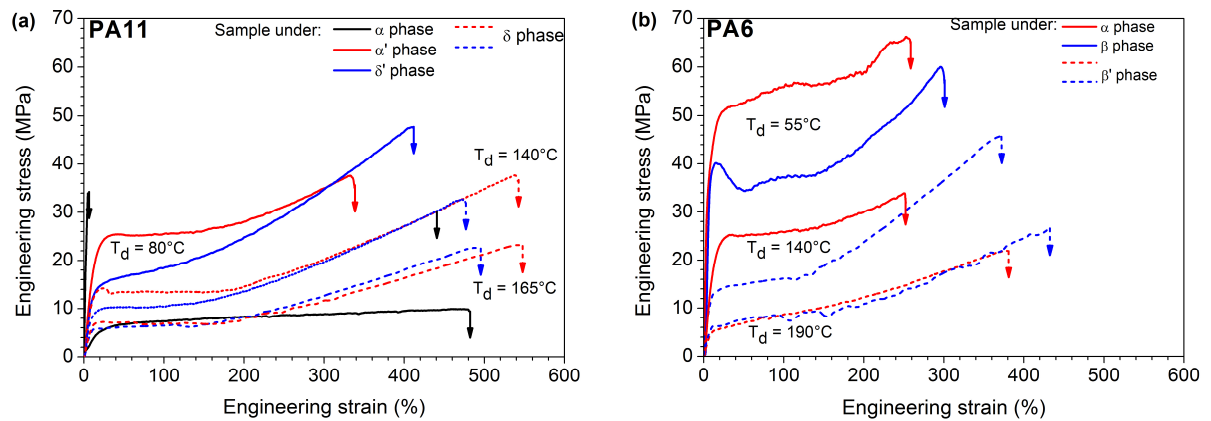 (a)
PA11
Sample under:
α phase
α' phase
δ' phase
δ phase
T_d = 80°C
T_d = 140°C
T_d = 165°C
Engineering stress (MPa)
0
10
20
30
40
50
60
70
0
100
200
300
400
500
600
Engineering strain (%)
(b)
PA6
Sample under:
α phase
β phase
β' phase
T_d = 55°C
T_d = 140°C
T_d = 190°C
Engineering stress (MPa)
0
10
20
30
40
50
60
70
0
100
200
300
400
500
600
Engineering strain (%)